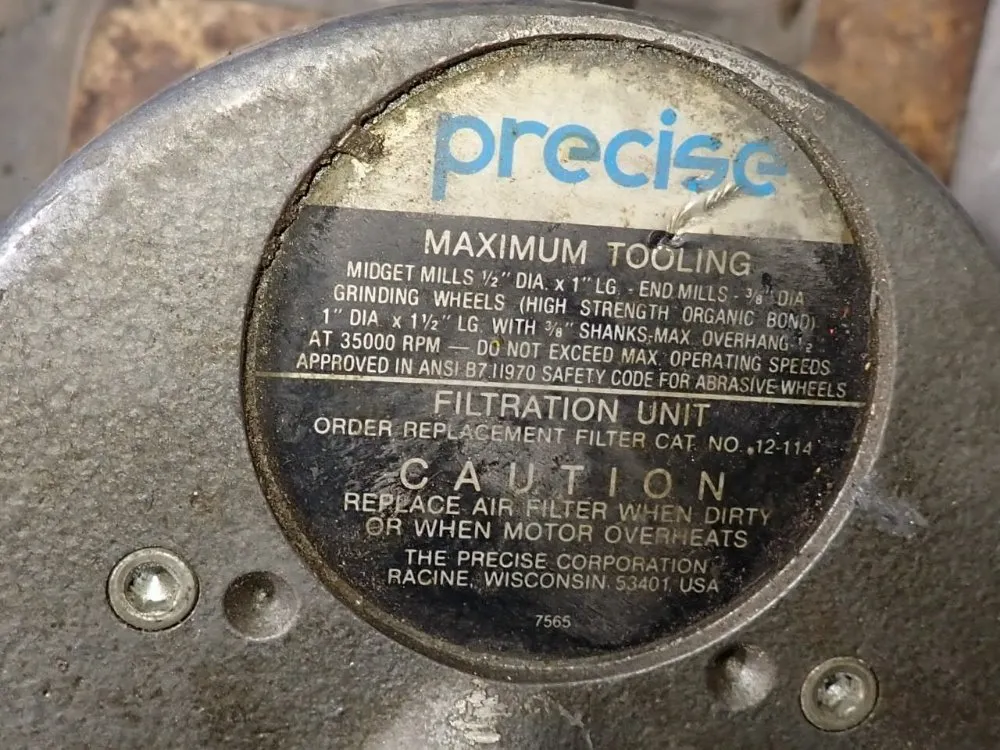 precise
MAXIMUM TOOLING
MIDGET MILLS 1/2" DIA. x 1" LG. - END MILLS - 3/8" DIA
GRINDING WHEELS (HIGH STRENGTH ORGANIC BOND)
1" DIA x 1 1/2" LG. WITH 3/8" SHANKS-MAX. OVERHANG 1/2
AT 35000 RPM — DO NOT EXCEED MAX. OPERATING SPEEDS
APPROVED IN ANSI B7.11970 SAFETY CODE FOR ABRASIVE WHEELS
FILTRATION UNIT
ORDER REPLACEMENT FILTER CAT. NO. 12-114
CAUTION
REPLACE AIR FILTER WHEN DIRTY
OR WHEN MOTOR OVERHEATS
THE PRECISE CORPORATION
RACINE, WISCONSIN 53401 USA
7565